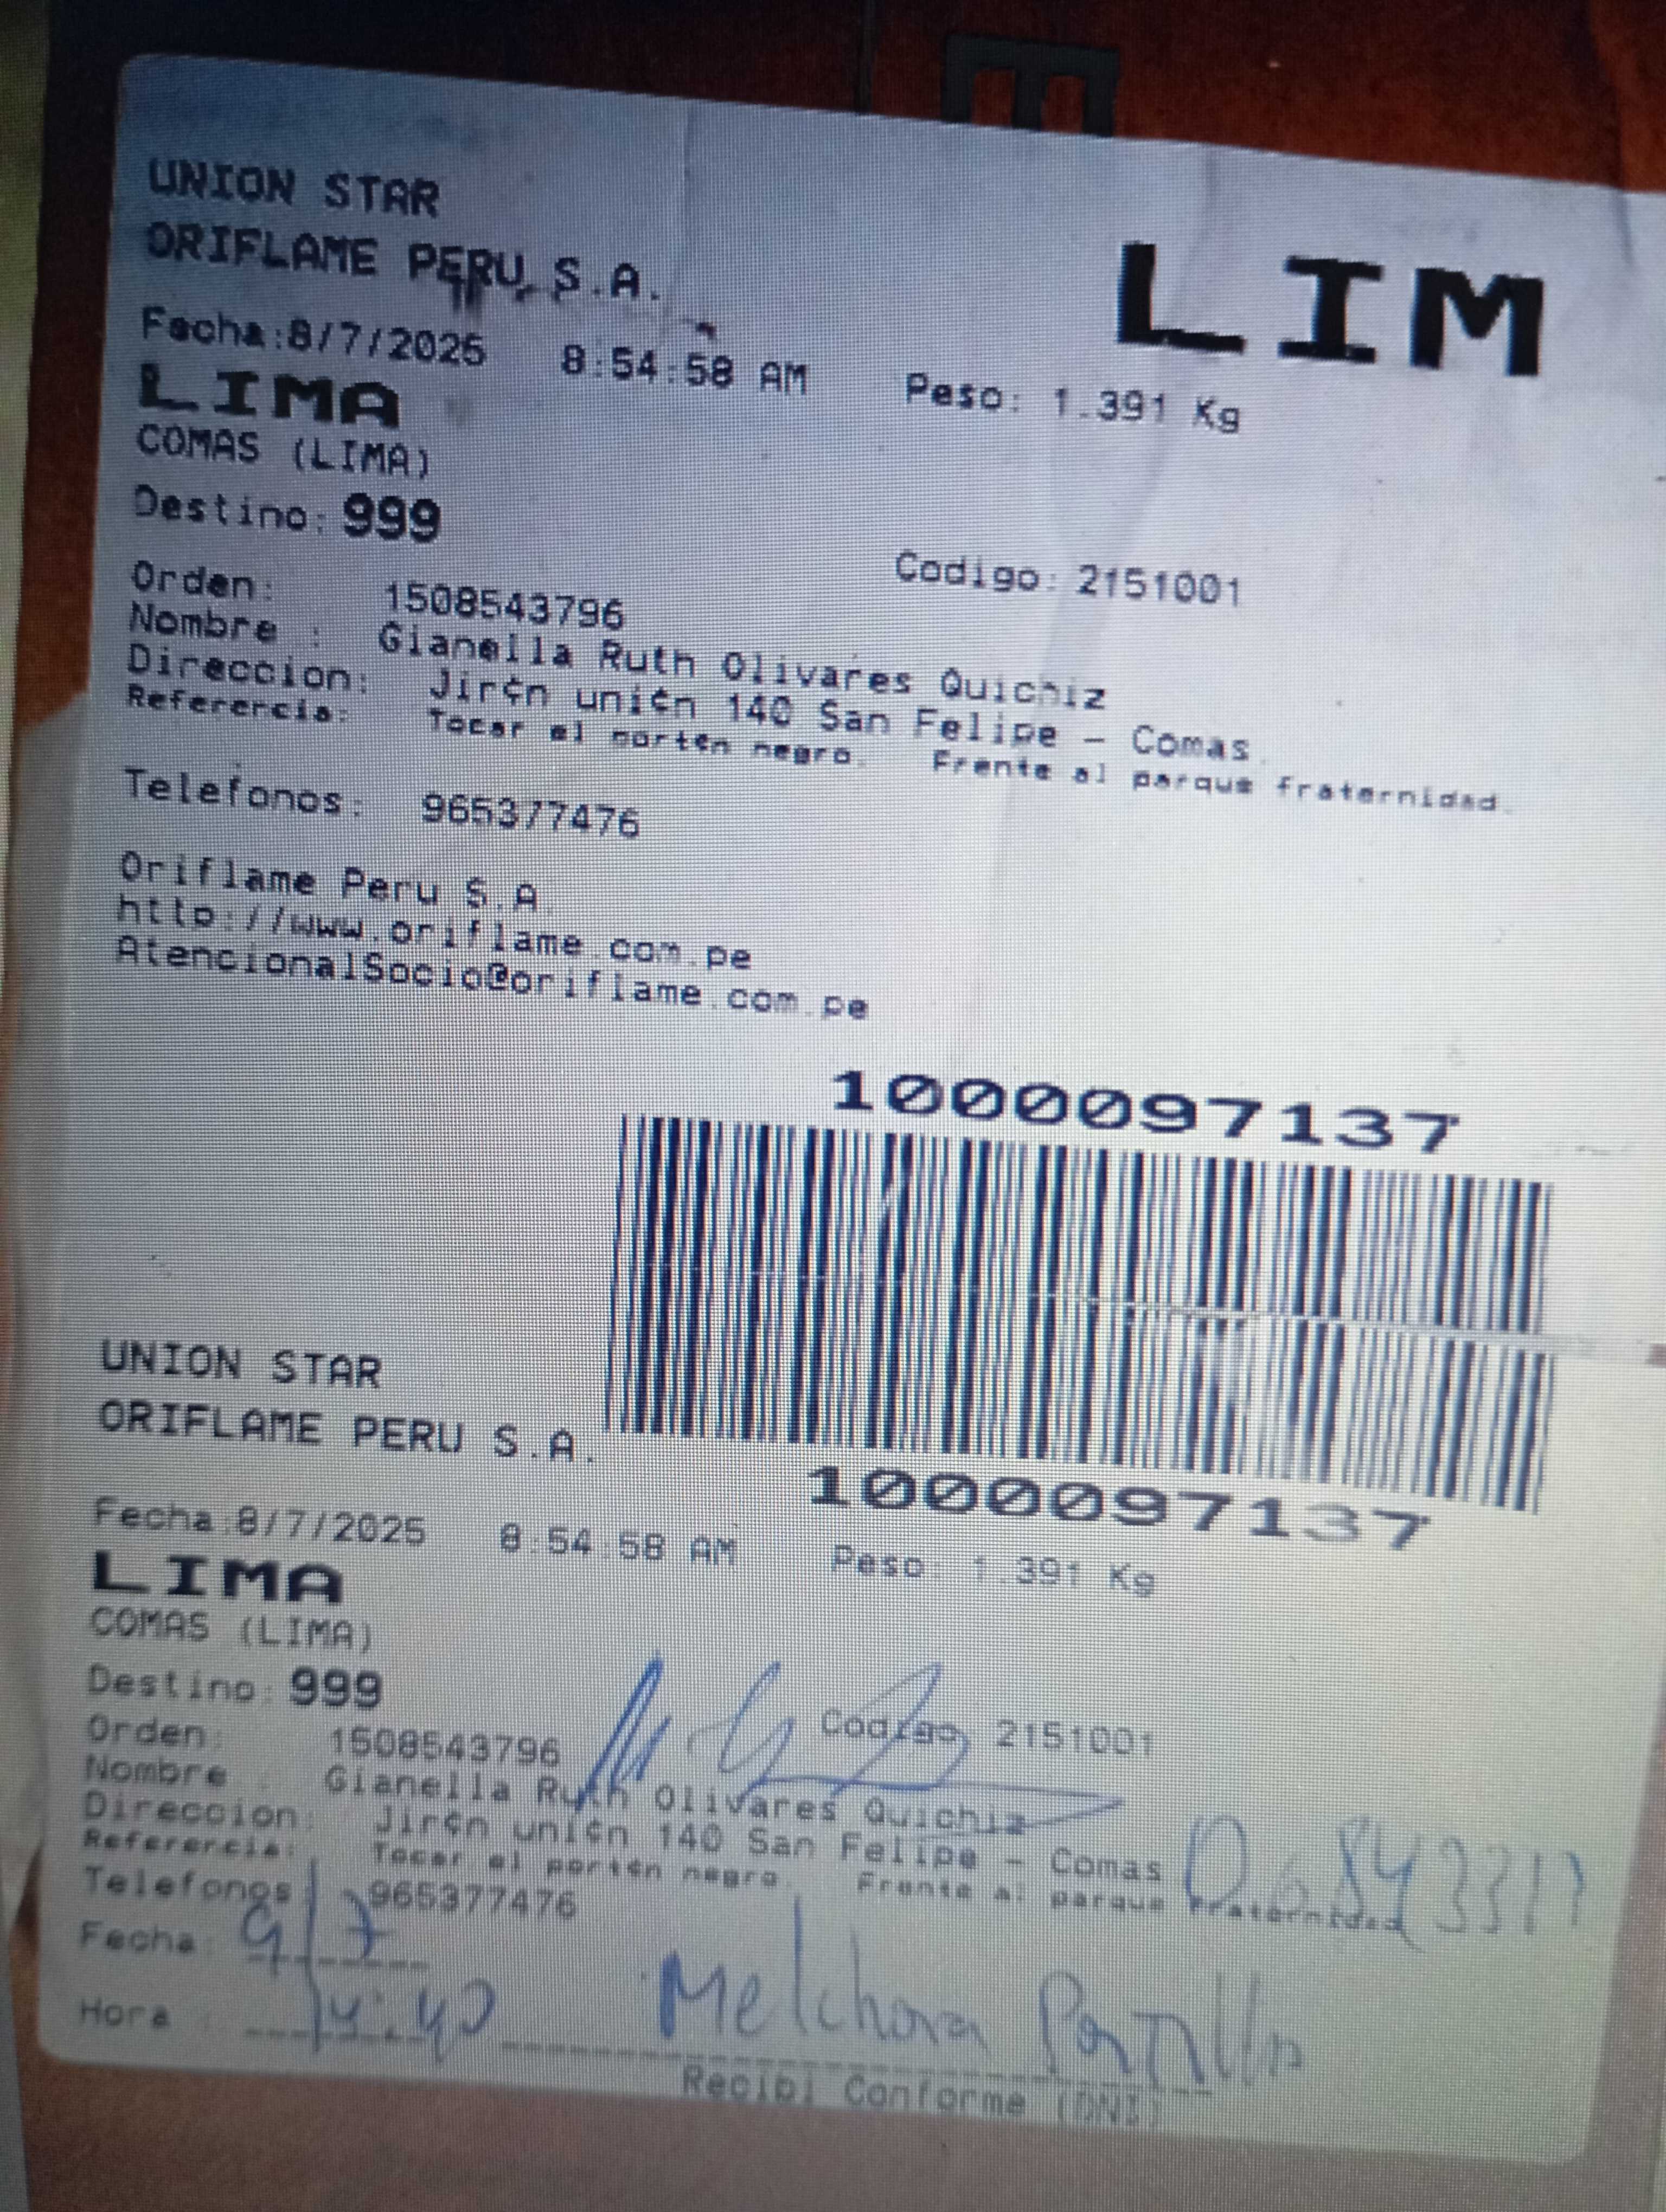 UNION STAR
ORIFLAME PERU S.A.
LIM
Fecha:8/7/2025 8:54:58 AM Peso: 1.391 Kg
LIMA
COMAS (LIMA)
Destino: 999
Orden: 1508543796 Codigo: 2151001
Nombre : Gianella Ruth Olivares Quichiz
Direccion: Jir¢n uni¢n 140 San Felipe - Comas.
Referencia: Tocar el port¢n negro. Frente al parque fraternidad.
Telefonos: 965377476
Oriflame Peru S.A.
http://www.oriflame.com.pe
AtencionalSocio@oriflame.com.pe
1000097137
1000097137
UNION STAR
ORIFLAME PERU S.A.
Fecha:8/7/2025 8:54:58 AM Peso: 1.391 Kg
LIMA
COMAS (LIMA)
Destino: 999
Orden: 1508543796 Codigo: 2151001
Nombre : Gianella Ruth Olivares Quichiz
Direccion: Jir¢n uni¢n 140 San Felipe - Comas
Referencia: Tocar el port¢n negro. Frente al parque fraternidad
Telefonos: 965377476
Fecha: 9/7
Hora : 14:40 Melchora
Recibi Conforme (DNI)